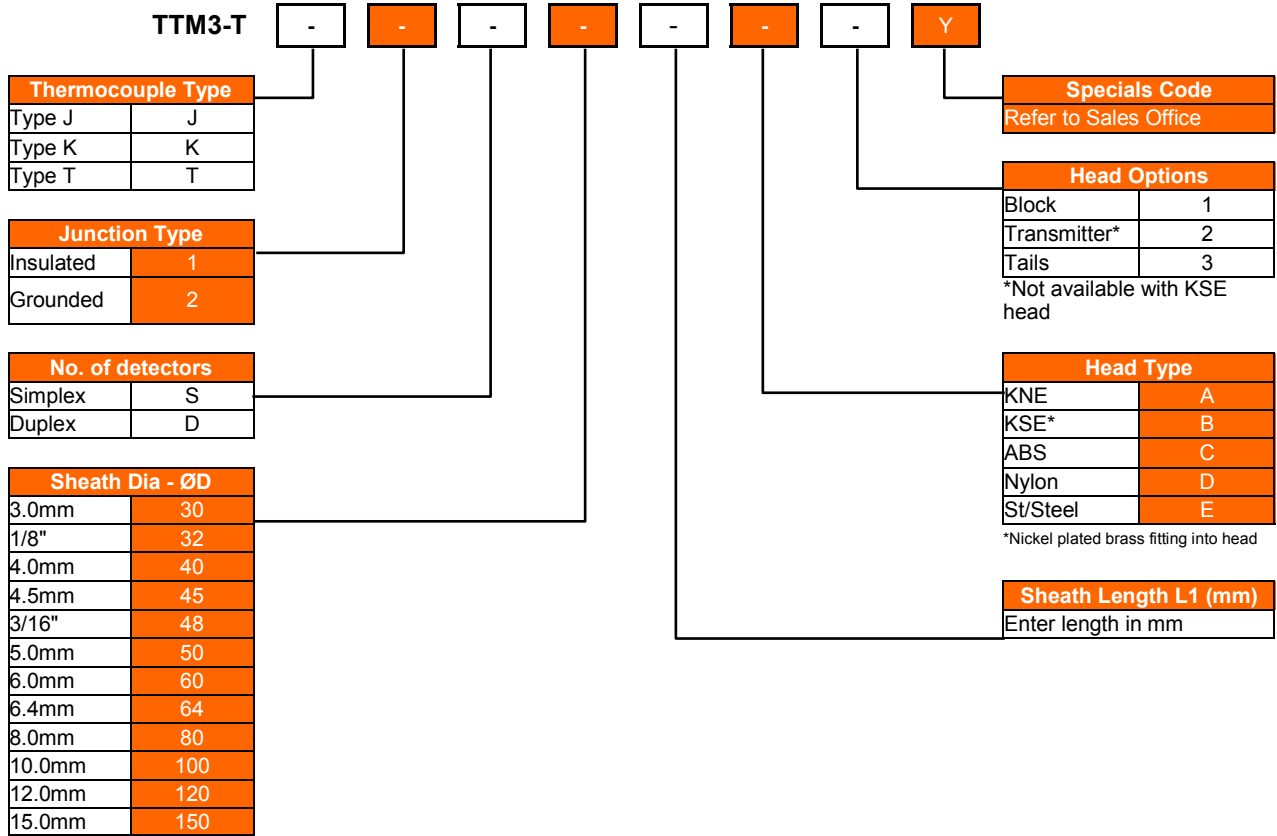 TTM3-T - - - - - - - Y
Thermocouple Type
Type J J
Type K K
Type T T
Junction Type
Insulated 1
Grounded 2
No. of detectors
Simplex S
Duplex D
Sheath Dia - ØD
3.0mm 30
1/8" 32
4.0mm 40
4.5mm 45
3/16" 48
5.0mm 50
6.0mm 60
6.4mm 64
8.0mm 80
10.0mm 100
12.0mm 120
15.0mm 150
Specials Code
Refer to Sales Office
Head Options
Block 1
Transmitter* 2
Tails 3
*Not available with KSE
head
Head Type
KNE A
KSE* B
ABS C
Nylon D
St/Steel E
*Nickel plated brass fitting into head
Sheath Length L1 (mm)
Enter length in mm